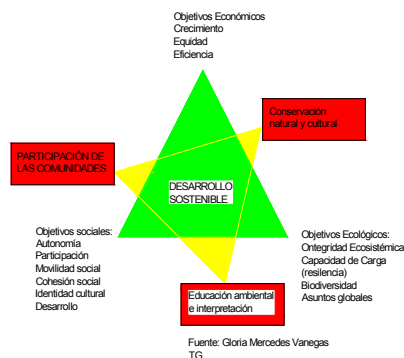 Objetivos Económicos
Crecimiento
Equidad
Eficiencia
Conservación
natural y cultural
PARTICIPACIÓN DE
LAS COMUNIDADES
DESARROLLO
SOSTENIBLE
Objetivos sociales:
Autonomía
Participación
Movilidad social
Cohesión social
Identidad cultural
Desarrollo
Objetivos Ecológicos:
Ontegridad Ecosistémica
Capacidad de Carga
(resilencia)
Biodiversidad
Asuntos globales
Educación ambiental
e interpretación
Fuente: Gloria Mercedes Vanegas
TG